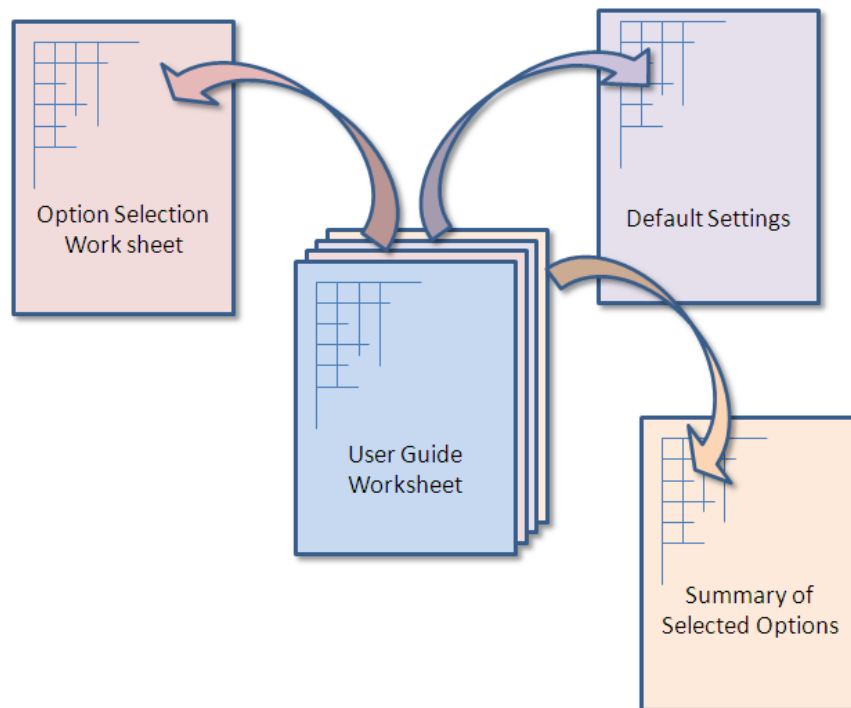 Option Selection
Work sheet
Default Settings
User Guide
Worksheet
Summary of
Selected Options